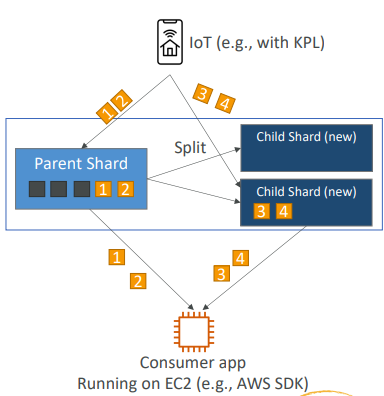 IoT (e.g., with KPL)
1 2
3 4
Split
Child Shard (new)
Parent Shard
1 2
Child Shard (new)
3 4
1
2
4
3
Consumer app
Running on EC2 (e.g., AWS SDK)